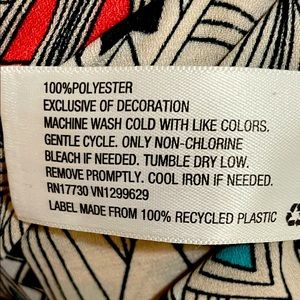 100%POLYESTER
EXCLUSIVE OF DECORATION
MACHINE WASH COLD WITH LIKE COLORS.
GENTLE CYCLE. ONLY NON-CHLORINE
BLEACH IF NEEDED. TUMBLE DRY LOW.
REMOVE PROMPTLY. COOL IRON IF NEEDED.
RN17730 VN1299629
LABEL MADE FROM 100% RECYCLED PLASTIC